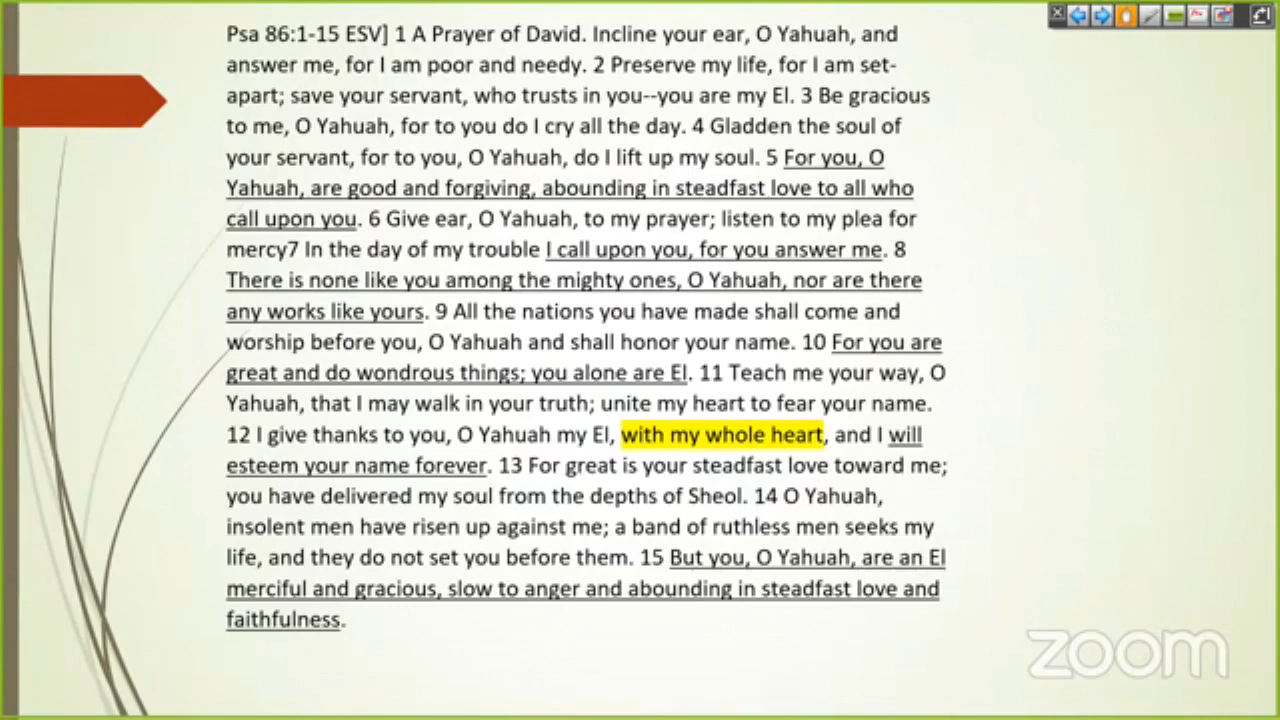 Psa 86:1-15 ESV] 1 A Prayer of David. Incline your ear, O Yahuah, and
answer me, for I am poor and needy. 2 Preserve my life, for I am set-
apart; save your servant, who trusts in you--you are my El. 3 Be gracious
to me, O Yahuah, for to you do I cry all the day. 4 Gladden the soul of
your servant, for to you, O Yahuah, do I lift up my soul. 5 For you, O
Yahuah, are good and forgiving, abounding in steadfast love to all who
call upon you. 6 Give ear, O Yahuah, to my prayer; listen to my plea for
mercy7 In the day of my trouble I call upon you, for you answer me. 8
There is none like you among the mighty ones, O Yahuah, nor are there
any works like yours. 9 All the nations you have made shall come and
worship before you, O Yahuah and shall honor your name. 10 For you are
great and do wondrous things; you alone are El. 11 Teach me your way, O
Yahuah, that I may walk in your truth; unite my heart to fear your name.
12 I give thanks to you, O Yahuah my El, with my whole heart, and I will
esteem your name forever. 13 For great is your steadfast love toward me;
you have delivered my soul from the depths of Sheol. 14 O Yahuah,
insolent men have risen up against me; a band of ruthless men seeks my
life, and they do not set you before them. 15 But you, O Yahuah, are an El
merciful and gracious, slow to anger and abounding in steadfast love and
faithfulness.
zoom